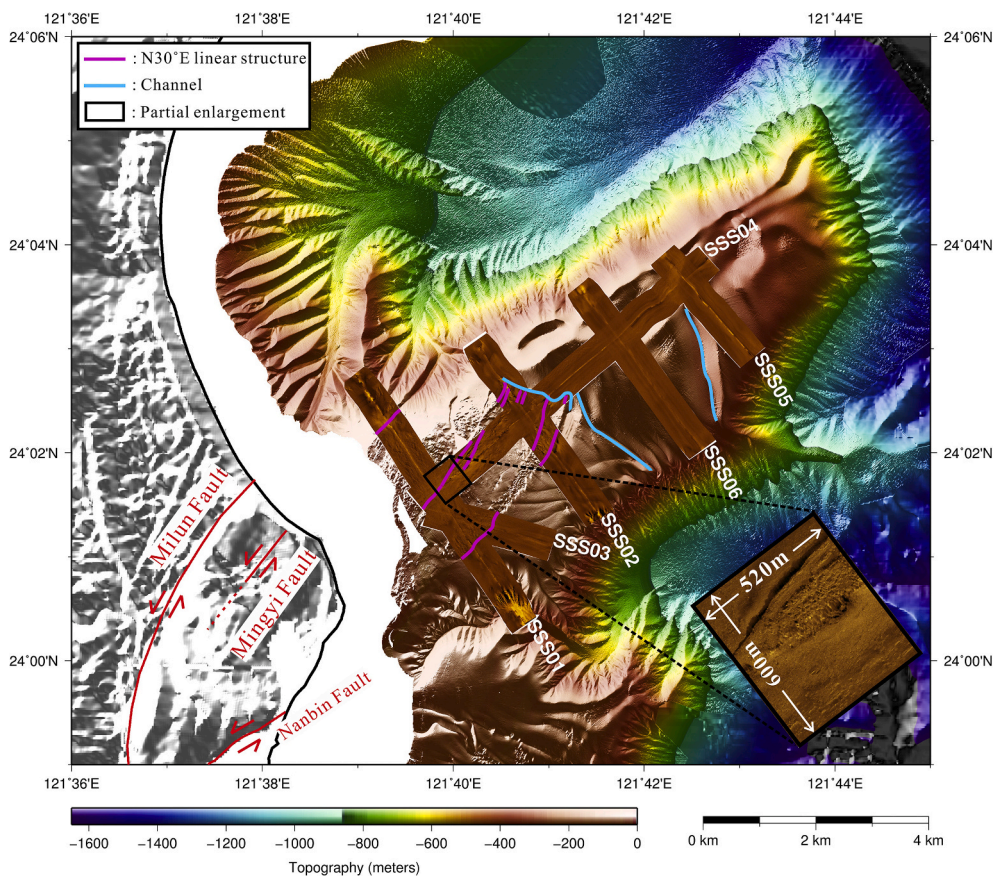 121°36'E 121°38'E 121°40'E 121°42'E 121°44'E
24°06'N 24°06'N
: N30°E linear structure
: Channel
: Partial enlargement
24°04'N 24°04'N
SSS04
SSS05
24°02'N 24°02'N
SSS06
Milun Fault
SSS02
SSS03
520m
600m
Mingyi Fault
SSS01
24°00'N 24°00'N
Nanbin Fault
121°36'E 121°38'E 121°40'E 121°42'E 121°44'E
−1600 −1400 −1200 −1000 −800 −600 −400 −200 0
Topography (meters)
0 km 2 km 4 km